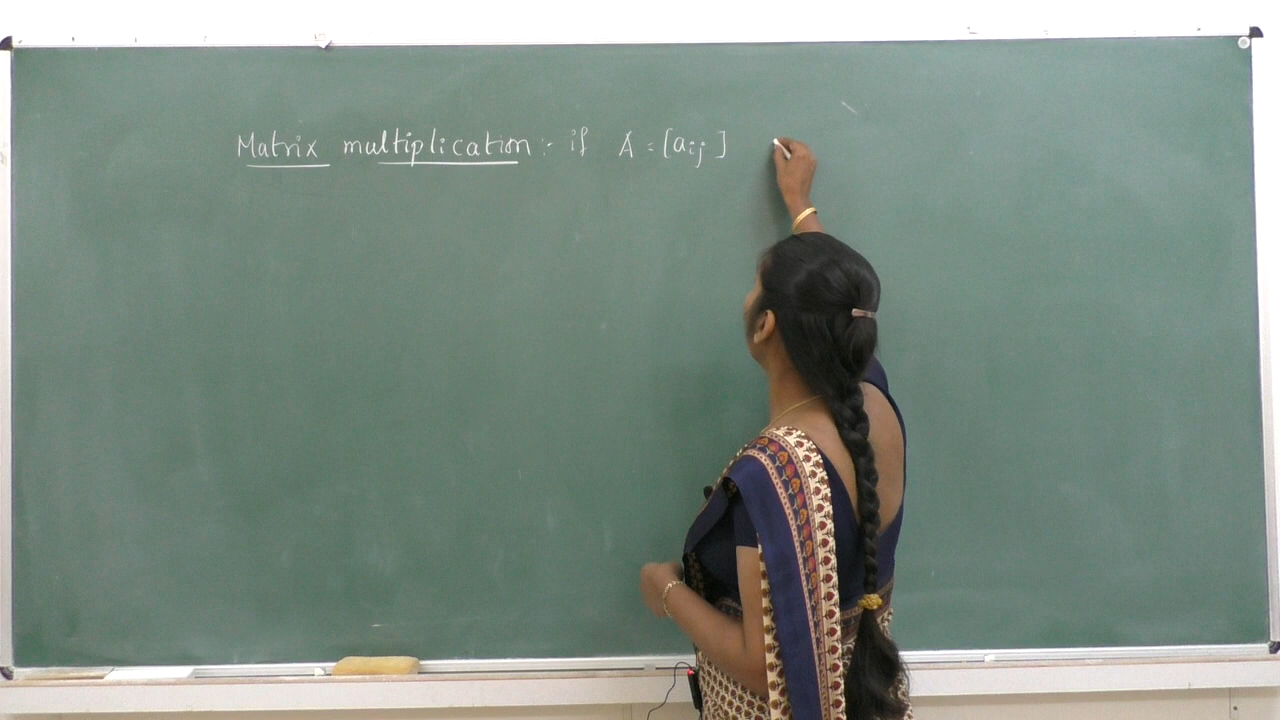 Matrix multiplication :- if A = [aij]